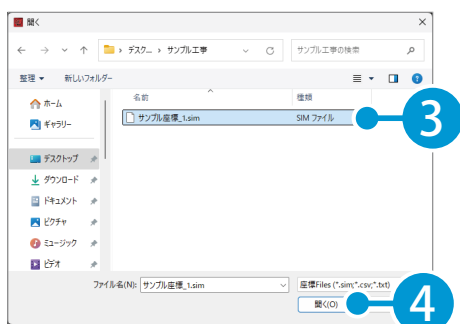 開く
デスク... › サンプル工事
サンプル工事の検索
整理 新しいフォルダー
名前 種類
ホーム
サンプル座標_1.sim SIM ファイル
3
ギャラリー
デスクトップ
ダウンロード
ドキュメント
ピクチャ
ミュージック
ビデオ
ファイル名(N): サンプル座標_1.sim 座標Files (*.sim;*.csv;*.txt)
開く(O)
4